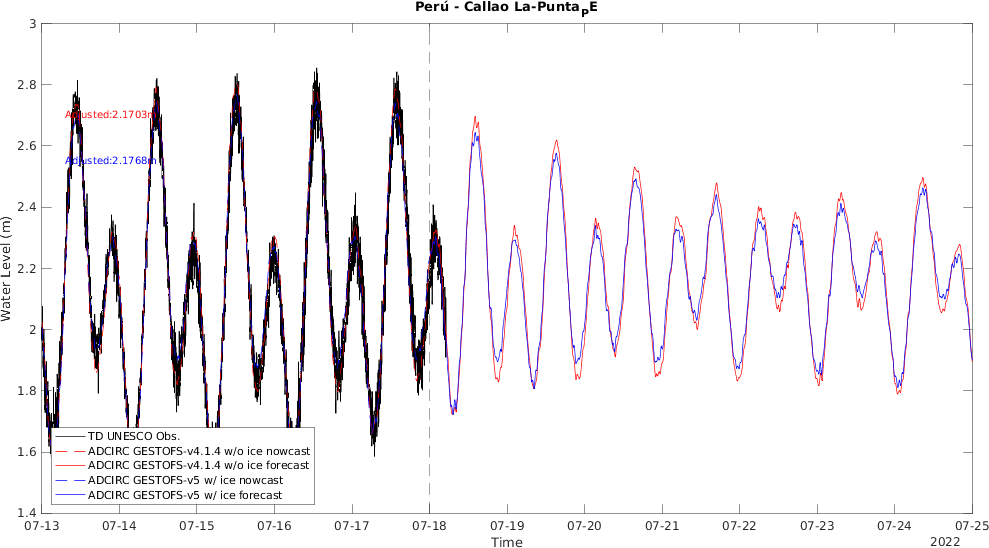 Perú - Callao La-PuntaPE
3
2.8
2.6
2.4
2.2
2
1.8
1.6
1.4
Water Level (m)
Adjusted:2.1703m
Adjusted:2.1768m
TD UNESCO Obs.
ADCIRC GESTOFS-v4.1.4 w/o ice nowcast
ADCIRC GESTOFS-v4.1.4 w/o ice forecast
ADCIRC GESTOFS-v5 w/ ice nowcast
ADCIRC GESTOFS-v5 w/ ice forecast
07-13 07-14 07-15 07-16 07-17 07-18 07-19 07-20 07-21 07-22 07-23 07-24 07-25
Time
2022